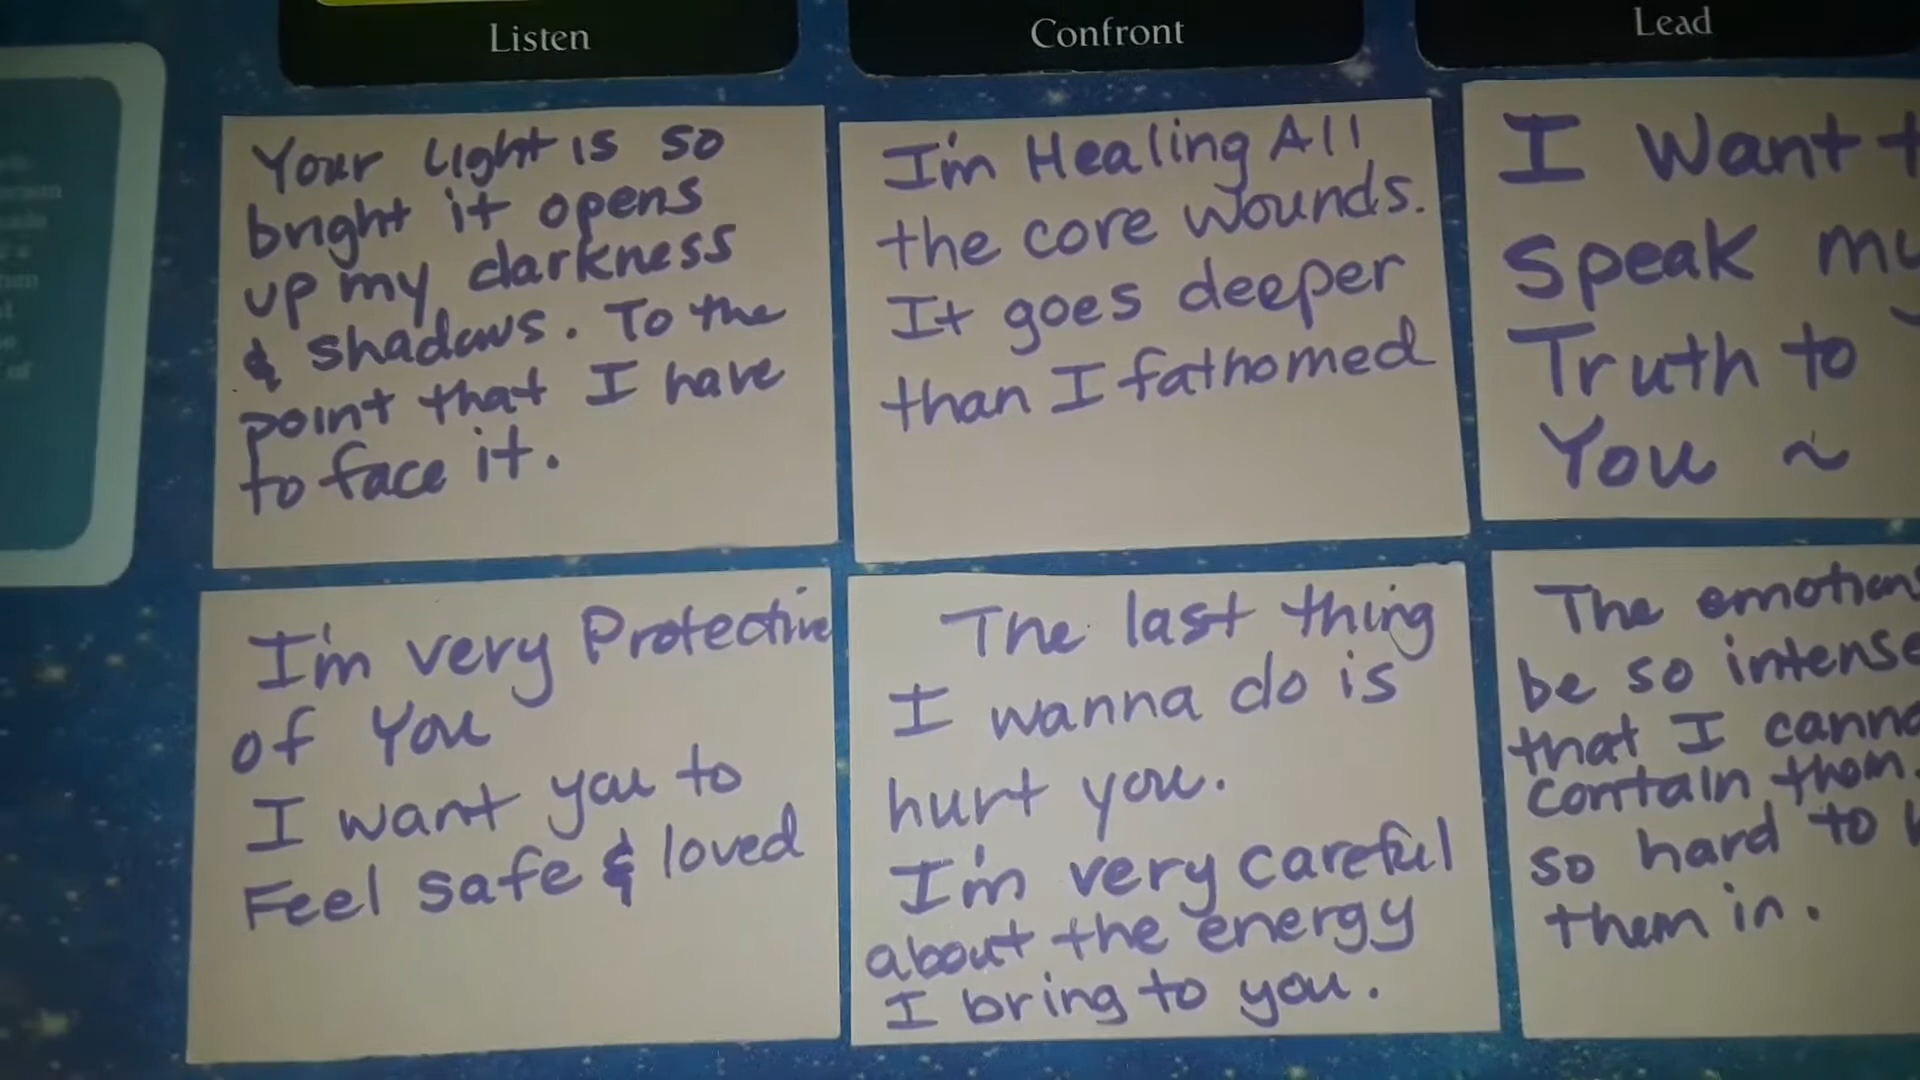 Listen
Confront
Lead
Your Light is so
bright it opens
up my darkness
& shadows. To the
point that I have
to face it.
I'm Healing All
the core wounds.
It goes deeper
than I fathomed
I Want
speak
Truth to
You ~
I'm very Protective
of You
I want you to
Feel safe & loved
The last thing
I wanna do is
hurt you.
I'm very careful
about the energy
I bring to you.
The
be so intense
that I
contain them.
so hard to
them in.